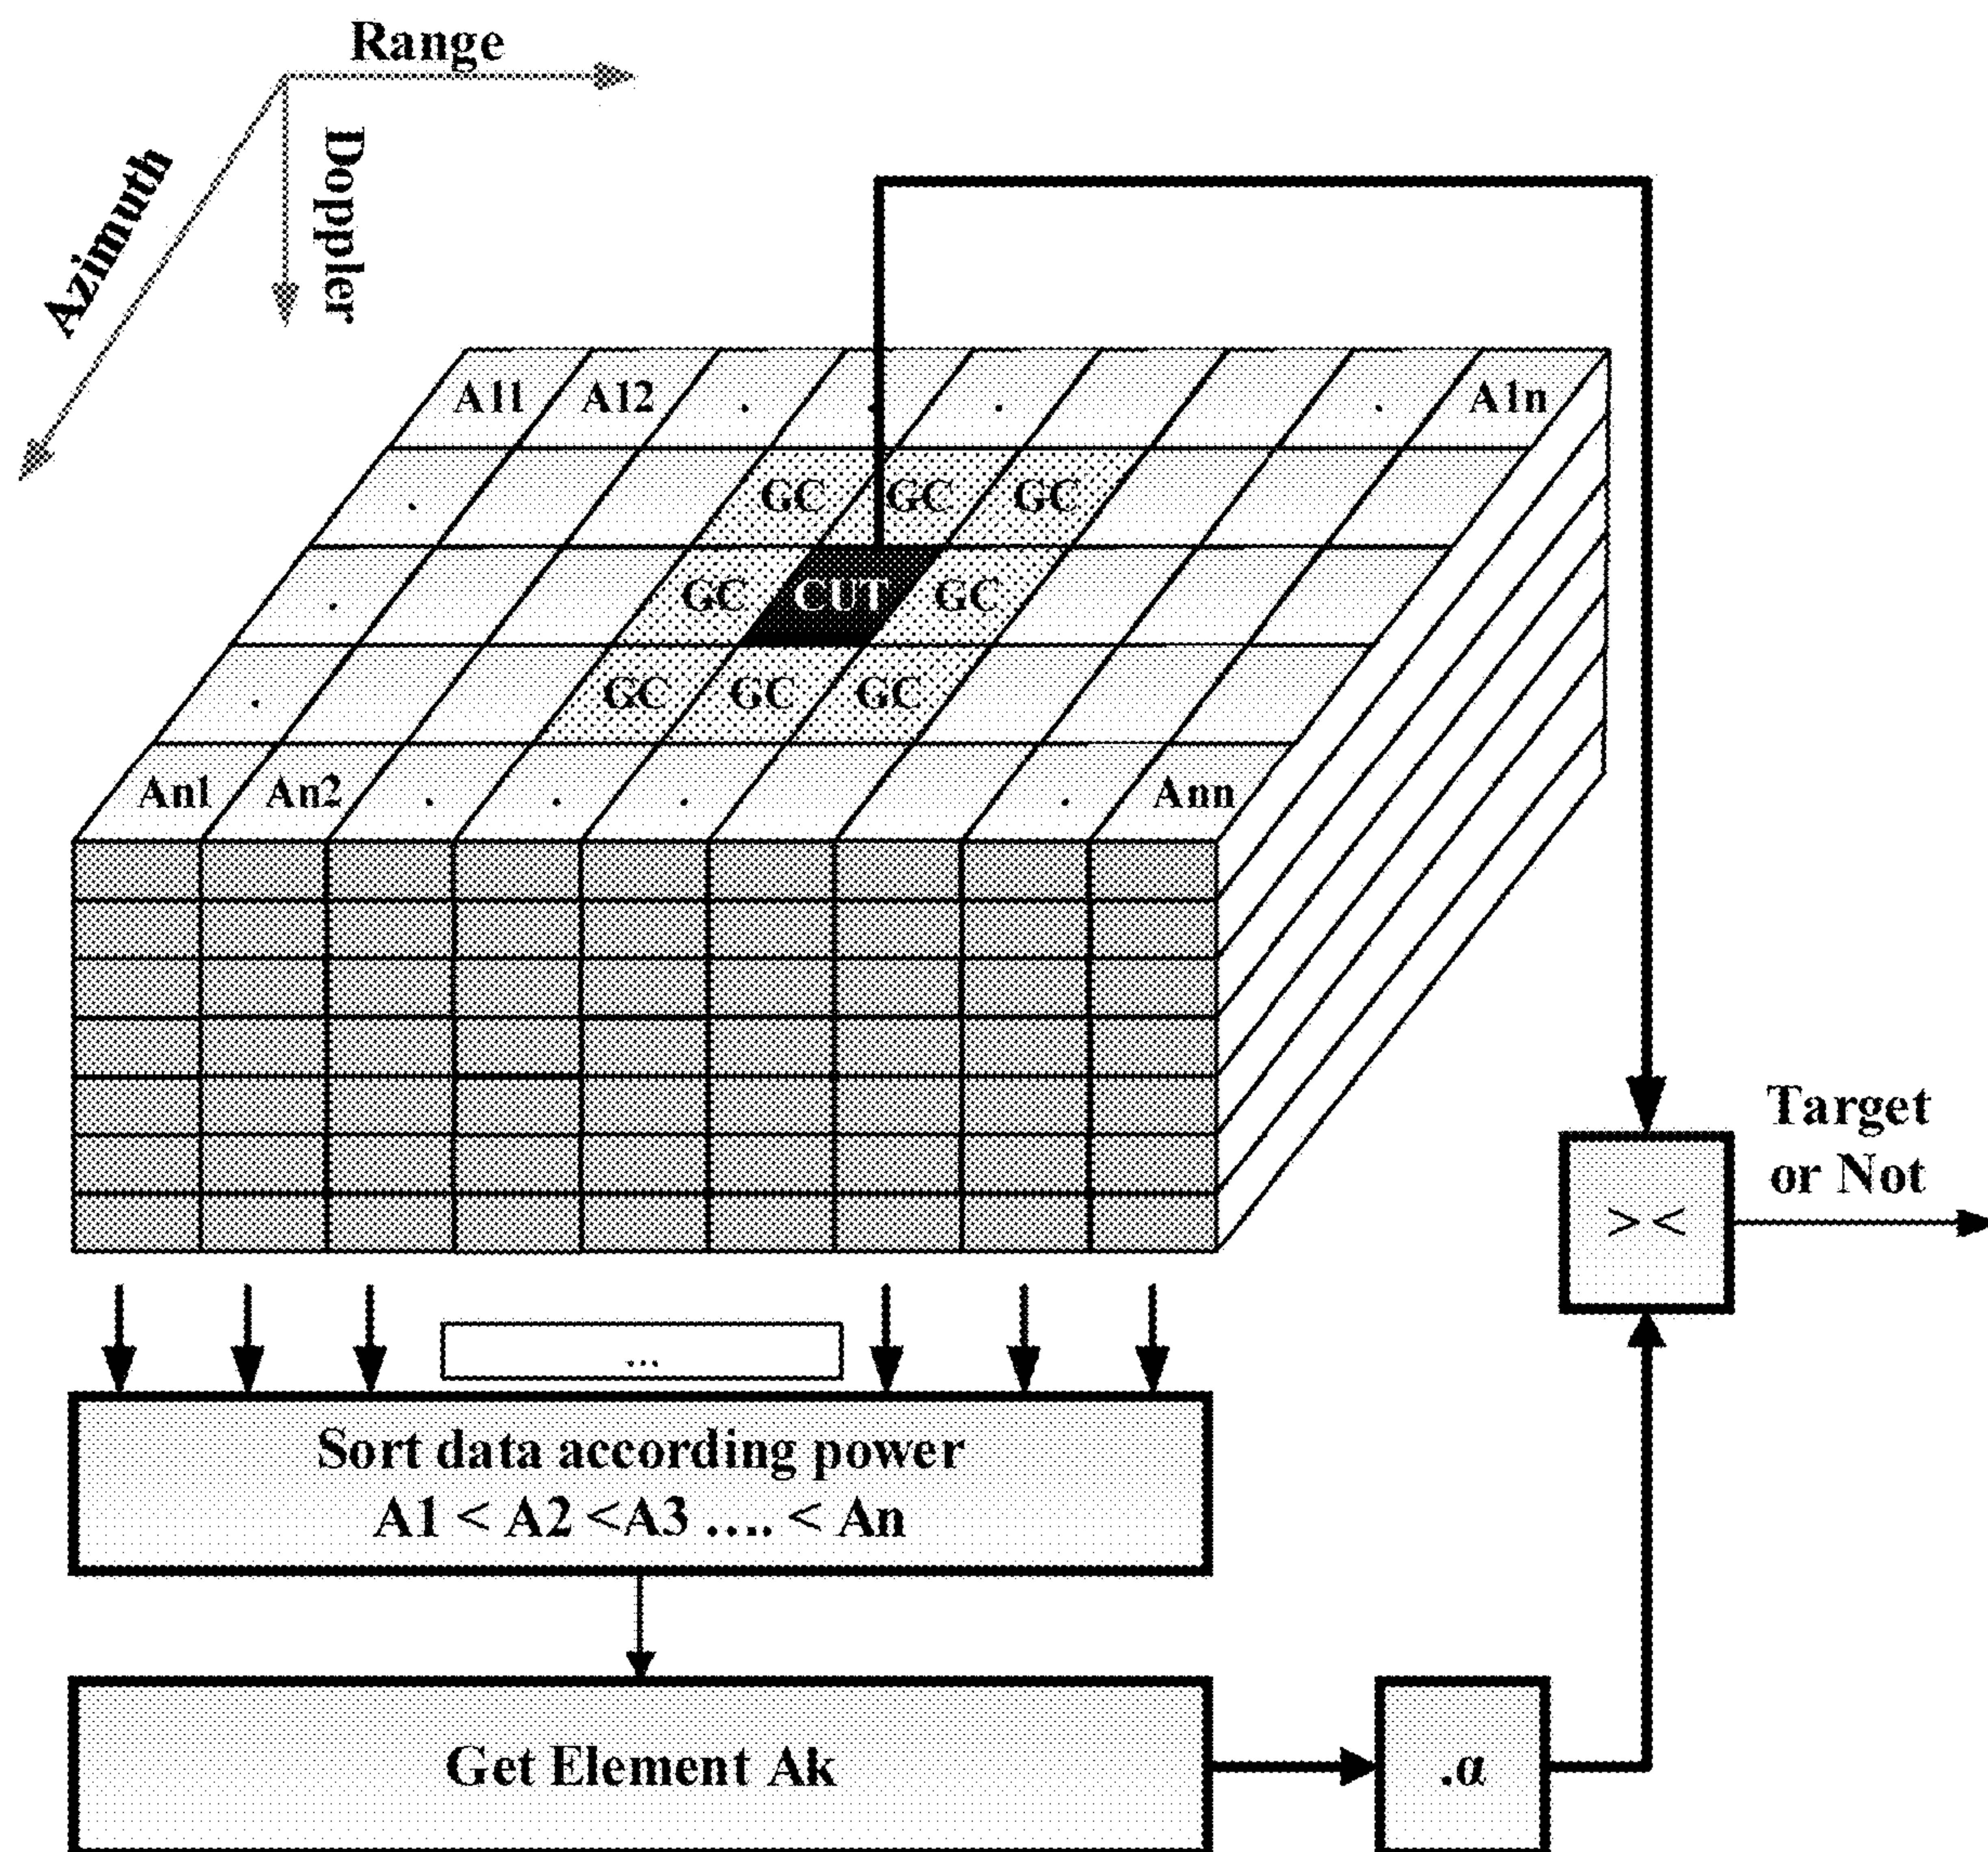 Range
Azimuth
Doppler
A11 A12 . . . . A1n
. GC GC GC
. GC CUT GC
. GC GC GC
An1 An2 . . . . Ann
...
Sort data according power
A1 < A2 <A3 .... < An
Get Element Ak
.α
> <
Target
or Not